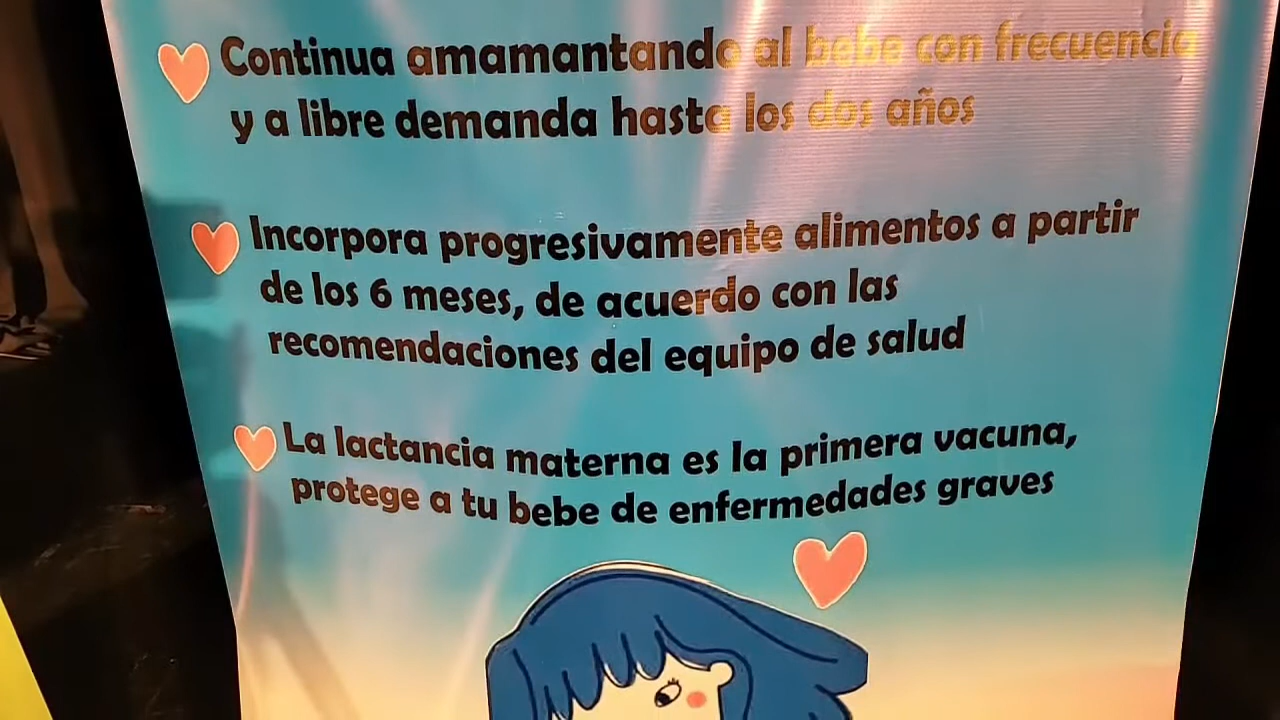 Continua amamantando al bebe con frecuencia
y a libre demanda hasta los dos años
Incorpora progresivamente alimentos a partir
de los 6 meses, de acuerdo con las
recomendaciones del equipo de salud
La lactancia materna es la primera vacuna,
protege a tu bebe de enfermedades graves